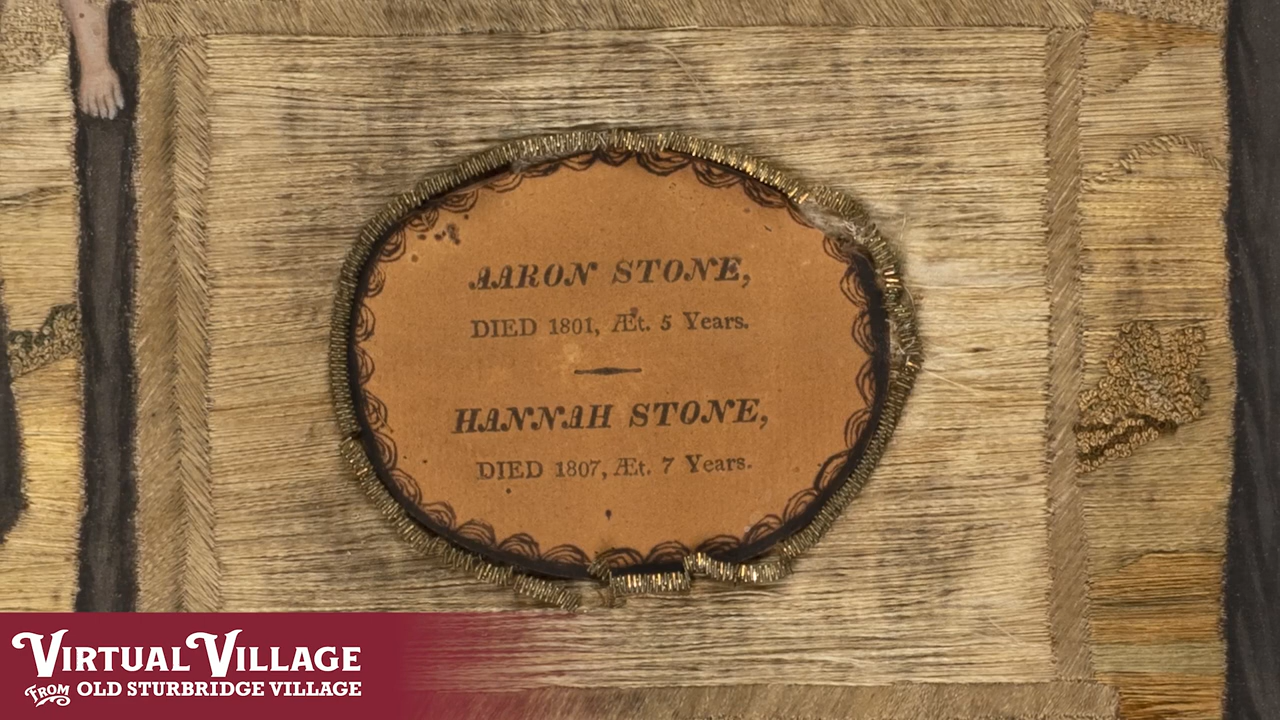 AARON STONE,
DIED 1801, Æt. 5 Years.
HANNAH STONE,
DIED 1807, Æt. 7 Years.
VIRTUAL VILLAGE
FROM OLD STURBRIDGE VILLAGE